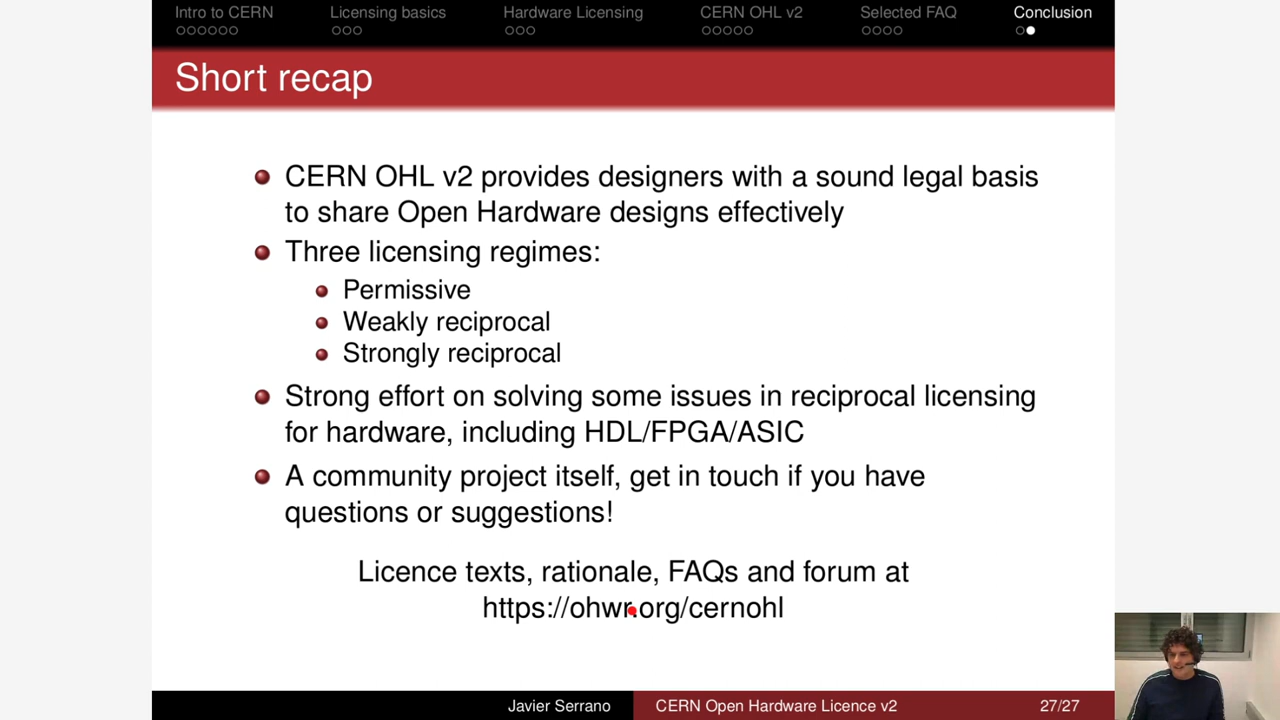 Intro to CERN Licensing basics Hardware Licensing CERN OHL v2 Selected FAQ Conclusion
Short recap
CERN OHL v2 provides designers with a sound legal basis
to share Open Hardware designs effectively
Three licensing regimes:
Permissive
Weakly reciprocal
Strongly reciprocal
Strong effort on solving some issues in reciprocal licensing
for hardware, including HDL/FPGA/ASIC
A community project itself, get in touch if you have
questions or suggestions!
Licence texts, rationale, FAQs and forum at
https://ohwr.org/cernohl
Javier Serrano CERN Open Hardware Licence v2 27/27